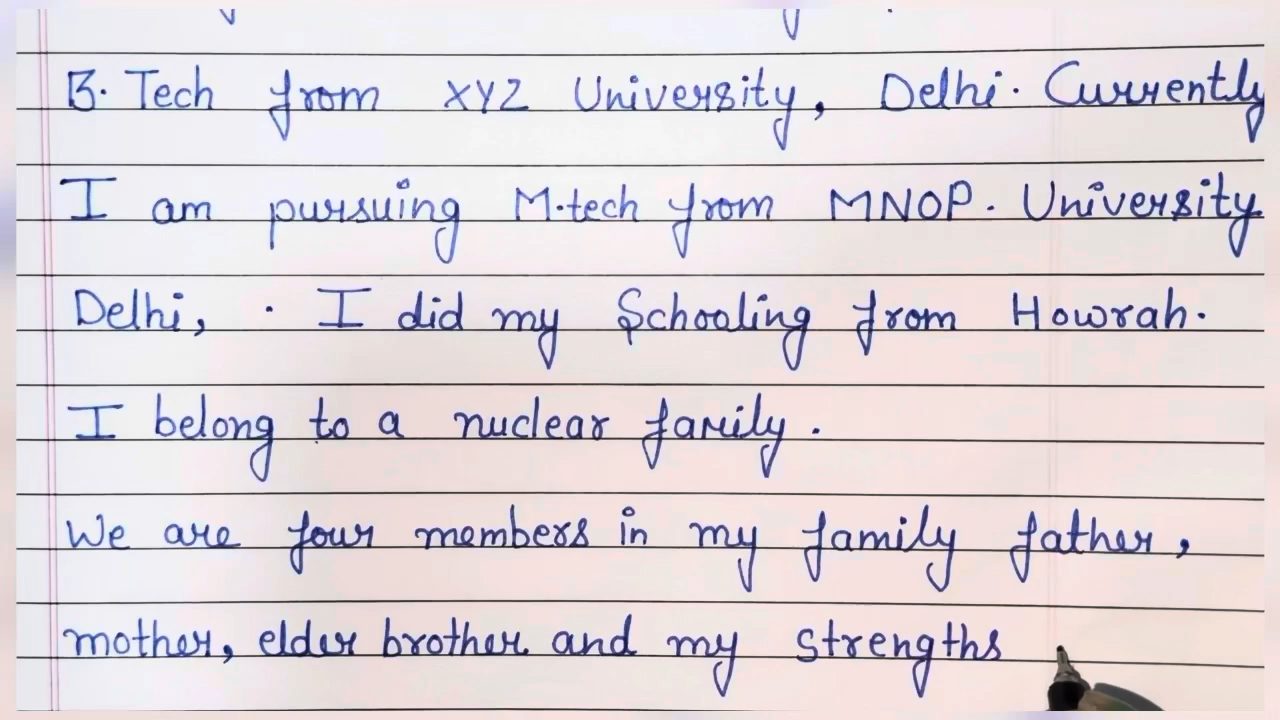 B. Tech from XYZ University, Delhi. Currently
I am pursuing M.tech from MNOP. University
Delhi, . I did my Schooling from Howrah.
I belong to a nuclear family.
We are four members in my family father,
mother, elder brother and my strengths